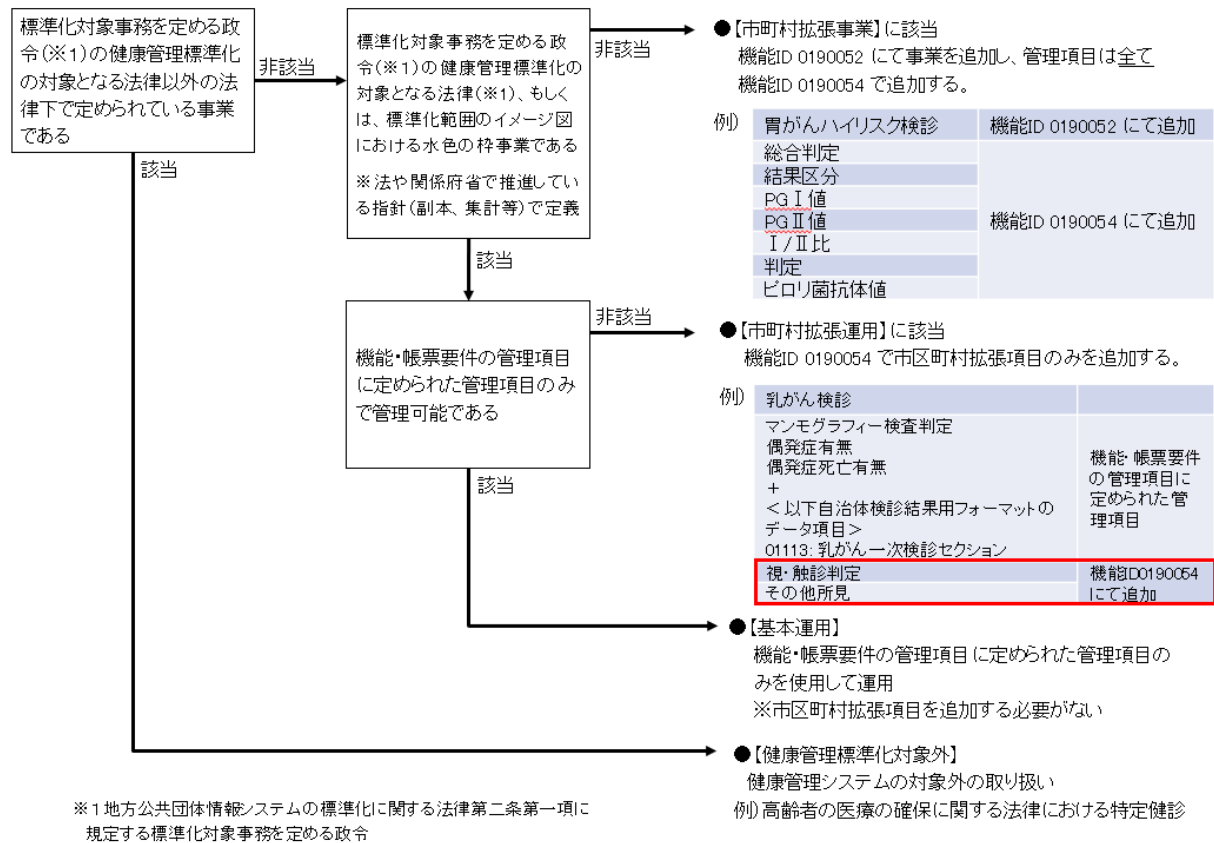 標準化対象事務を定める政
令(※1)の健康管理標準化
の対象となる法律以外の法
律下で定められている事業
である
非該当
該当
標準化対象事務を定める政
令(※1)の健康管理標準化の
対象となる法律(※1)、もしく
は、標準化範囲のイメージ図
における水色の枠事業である
※法や関係府省で推進してい
る指針(副本、集計等)で定義
非該当
該当
機能・帳票要件の管理項目
に定められた管理項目のみ
で管理可能である
非該当
該当
●【市町村拡張事業】に該当
機能ID 0190052 にて事業を追加し、管理項目は全て
機能ID 0190054 で追加する。
例)
胃がんハイリスク検診 機能ID 0190052 にて追加
総合判定
結果区分
PGⅠ値
PGⅡ値 機能ID 0190054 にて追加
Ⅰ/Ⅱ比
判定
ピロリ菌抗体値
●【市町村拡張運用】に該当
機能ID 0190054 で市区町村拡張項目のみを追加する。
例)
乳がん検診
マンモグラフィー検査判定
偶発症有無
偶発症死亡有無
+
<以下自治体検診結果用フォーマットの
データ項目>
01113:乳がん一次検診セクション
機能・帳票要件
の管理項目に
定められた管
理項目
視・触診判定
その他所見
機能ID0190054
にて追加
●【基本運用】
機能・帳票要件の管理項目に定められた管理項目の
みを使用して運用
※市区町村拡張項目を追加する必要がない
●【健康管理標準化対象外】
健康管理システムの対象外の取り扱い
例)高齢者の医療の確保に関する法律における特定健診
※1地方公共団体情報システムの標準化に関する法律第二条第一項に
規定する標準化対象事務を定める政令